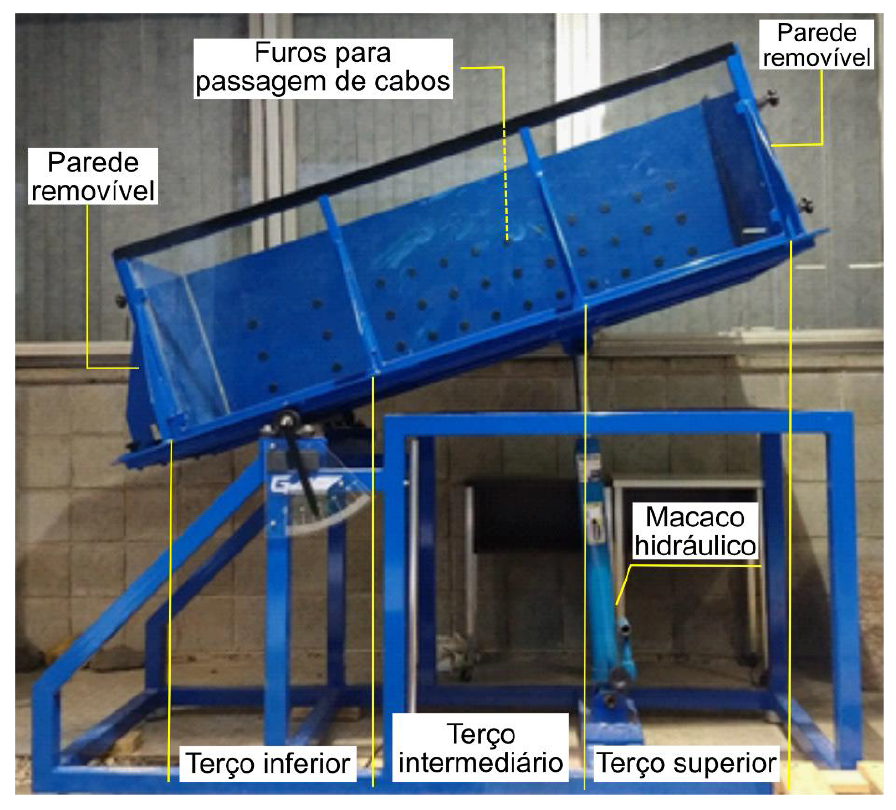 Furos para
passagem de cabos
Parede
removível
Parede
removível
Macaco
hidráulico
Terço inferior
Terço
intermediário
Terço superior